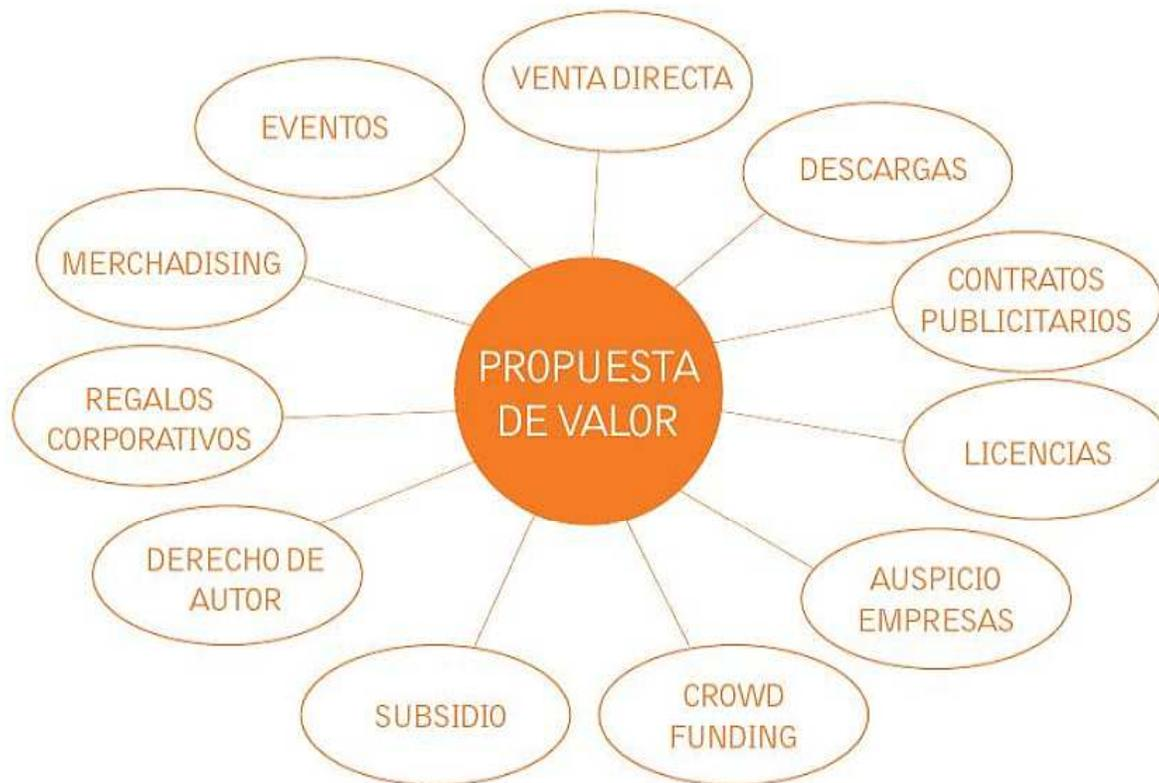 VENTA DIRECTA
EVENTOS
DESCARGAS
MERCHADISING
CONTRATOS
PUBLICITARIOS
PROPUESTA
DE VALOR
REGALOS
CORPORATIVOS
LICENCIAS
DERECHO DE
AUTOR
AUSPICIO
EMPRESAS
SUBSIDIO
CROWD
FUNDING